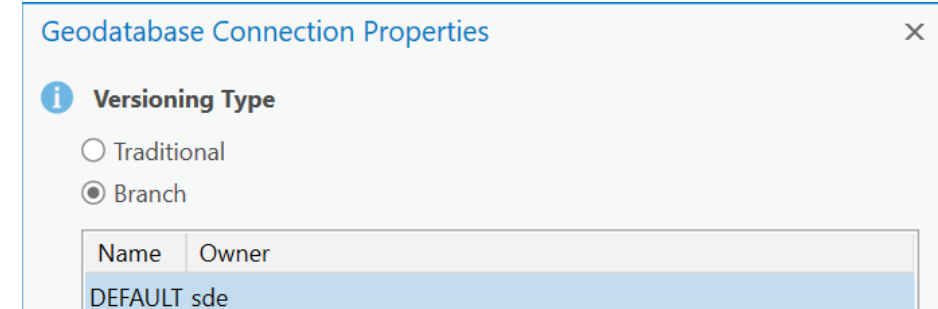 Geodatabase Connection Properties
Versioning Type
Traditional
Branch
Name Owner
DEFAULT sde